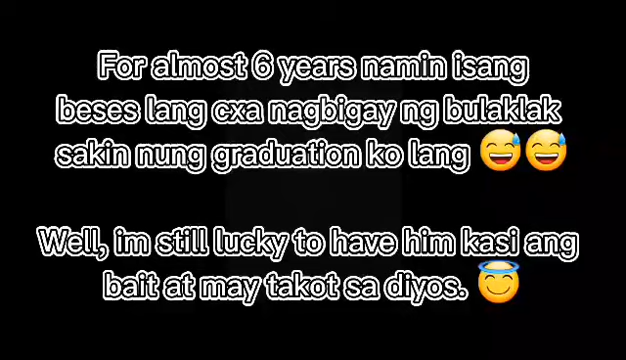 For almost 6 years namin isang
beses lang cxa nagbigay ng bulaklak
sakin nung graduation ko lang 😅😅
Well, im still lucky to have him kasi ang
bait at may takot sa diyos. 😇